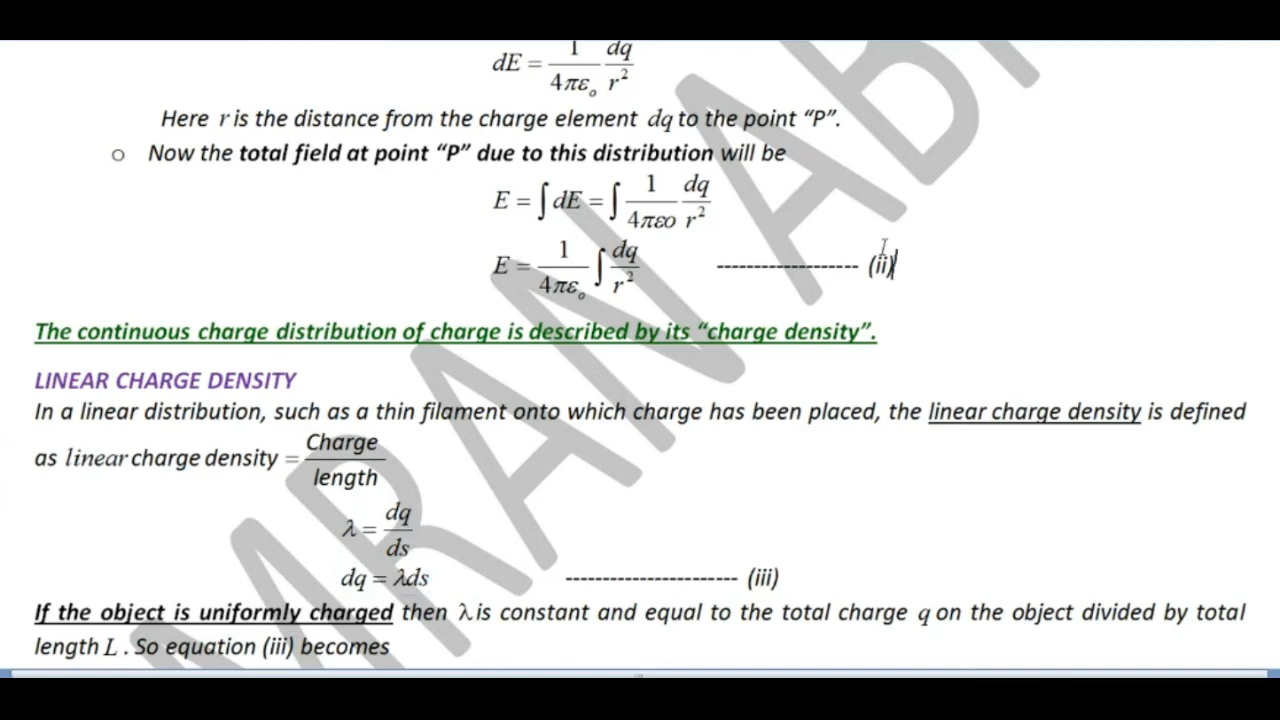 dE = 1/4πε₀ dq/r²
Here r is the distance from the charge element dq to the point “P”.
o Now the total field at point “P” due to this distribution will be
E = ∫dE = ∫ 1/4πεo dq/r²
E = 1/4πε₀ ∫ dq/r² ------------------- (ii)
The continuous charge distribution of charge is described by its “charge density”.
LINEAR CHARGE DENSITY
In a linear distribution, such as a thin filament onto which charge has been placed, the linear charge density is defined
as linear charge density = Charge/length
λ = dq/ds
dq = λds ----------------------- (iii)
If the object is uniformly charged then λ is constant and equal to the total charge q on the object divided by total
length L . So equation (iii) becomes
MRAN AB